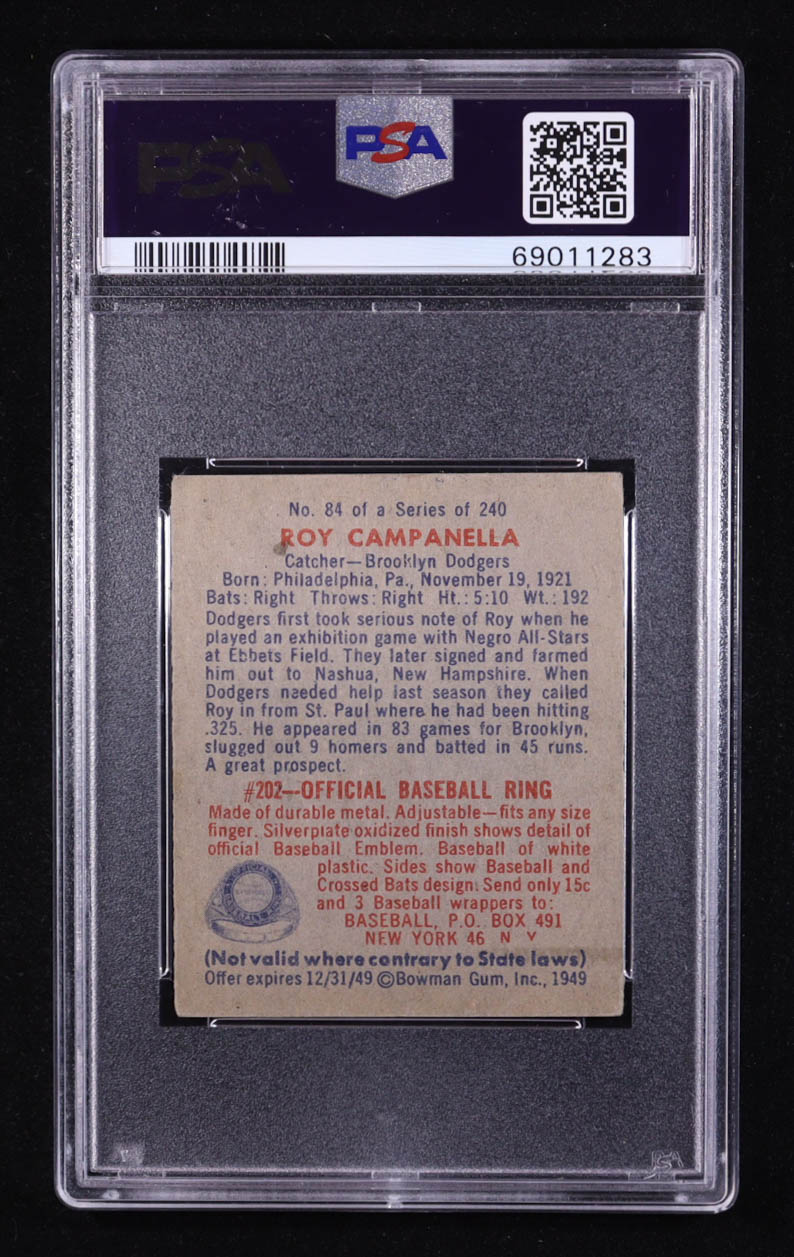 PSA
PSA
69011283
No. 84 of a Series of 240
ROY CAMPANELLA
Catcher—Brooklyn Dodgers
Born: Philadelphia, Pa., November 19, 1921
Bats: Right Throws: Right Ht.: 5:10 Wt.: 192
Dodgers first took serious note of Roy when he
played an exhibition game with Negro All-Stars
at Ebbets Field. They later signed and farmed
him out to Nashua, New Hampshire. When
Dodgers needed help last season they called
Roy in from St. Paul where he had been hitting
.325. He appeared in 83 games for Brooklyn,
slugged out 9 homers and batted in 45 runs.
A great prospect.
#202—OFFICIAL BASEBALL RING
Made of durable metal. Adjustable—fits any size
finger. Silverplate oxidized finish shows detail of
official Baseball Emblem. Baseball of white
plastic. Sides show Baseball and
Crossed Bats design. Send only 15c
and 3 Baseball wrappers to:
BASEBALL, P.O. BOX 491
NEW YORK 46 N Y
OFFICIAL
BASEBALL RING
(Not valid where contrary to State laws)
Offer expires 12/31/49 ©Bowman Gum, Inc., 1949
PSA